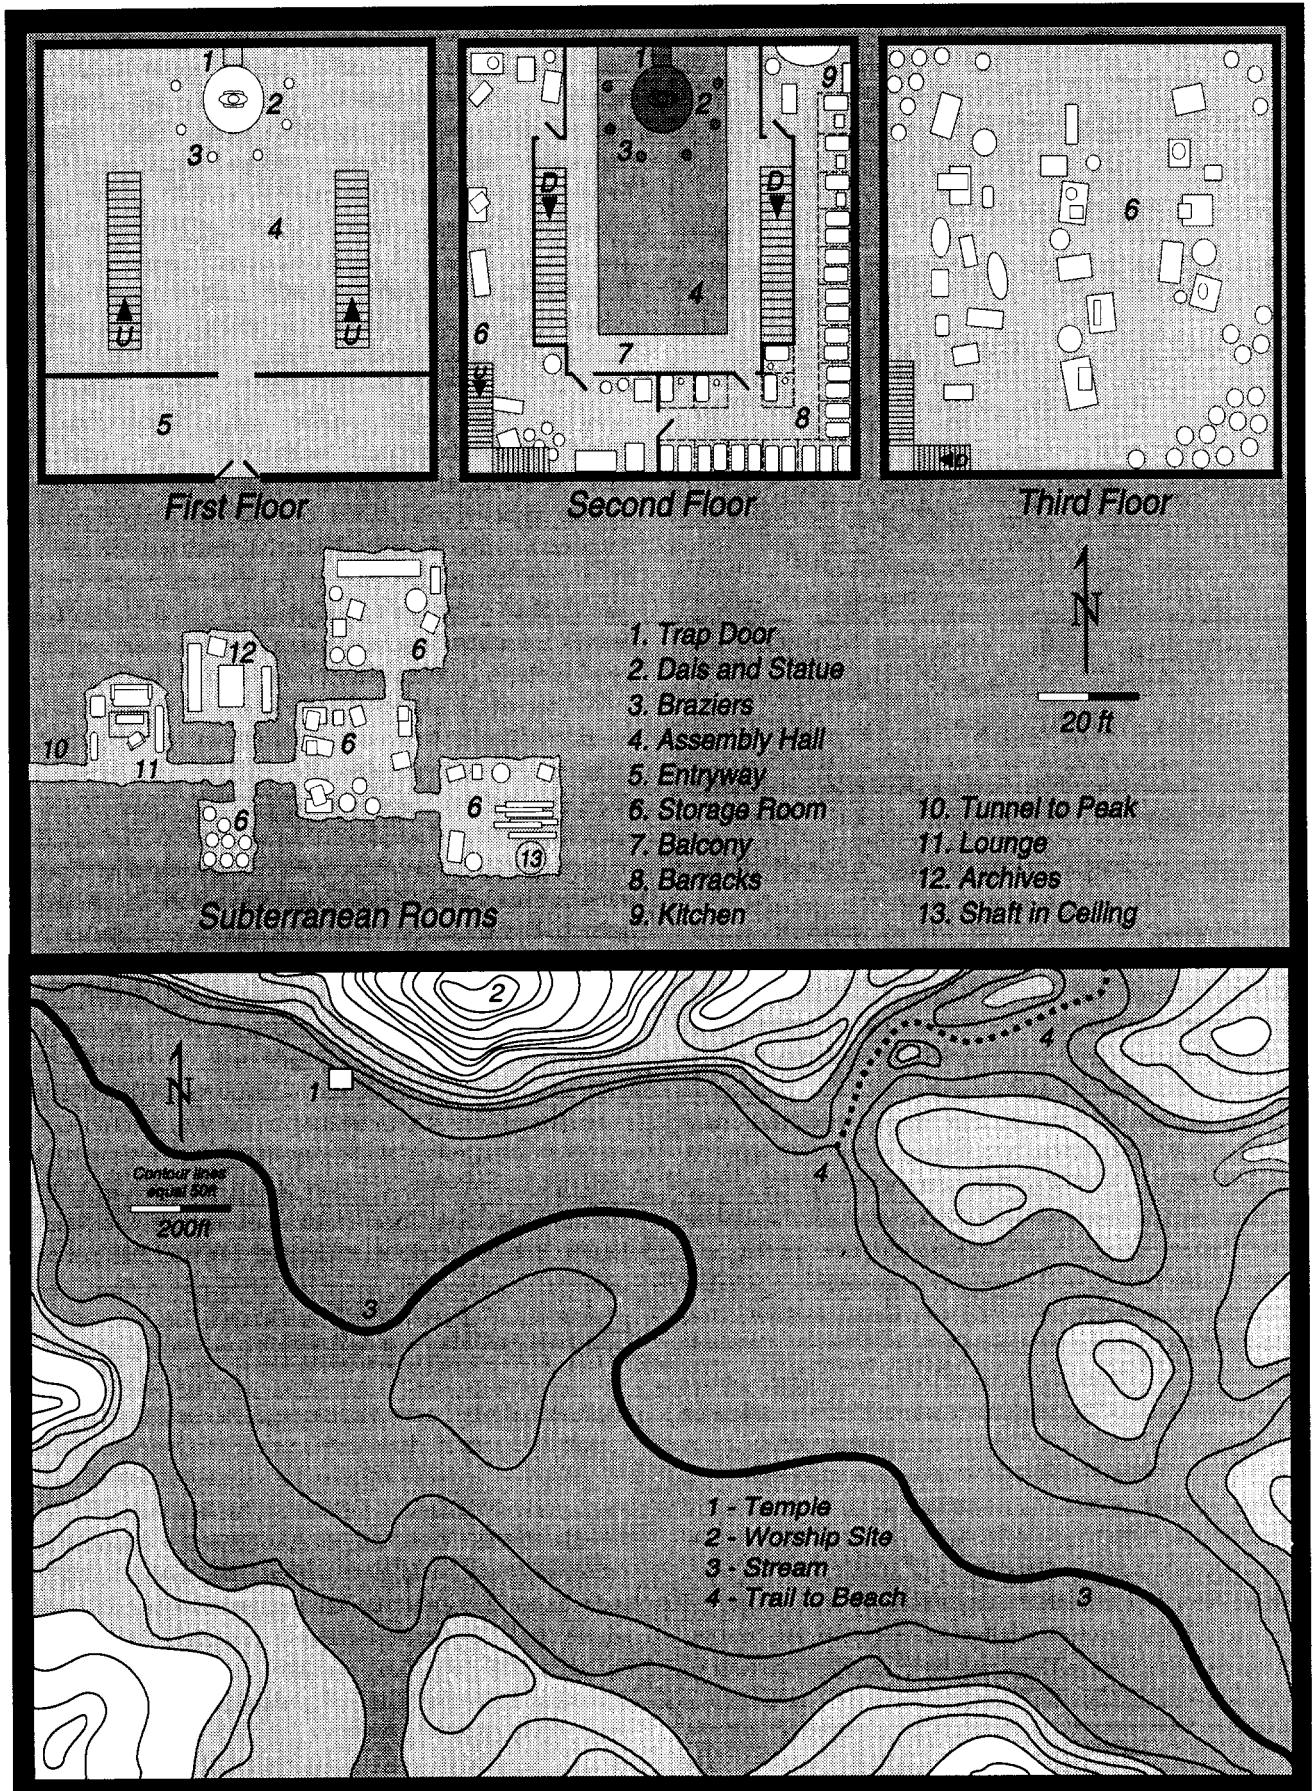 1
2
3
4
5
U
U
First Floor
1
2
3
4
D
D
6
7
8
9
U
Second Floor
6
D
Third Floor
6
12
6
10
11
6
6
13
Subterranean Rooms
N
20 ft
1. Trap Door
2. Dais and Statue
3. Braziers
4. Assembly Hall
5. Entryway
6. Storage Room
7. Balcony
8. Barracks
9. Kitchen
10. Tunnel to Peak
11. Lounge
12. Archives
13. Shaft in Ceiling
2
4
1
N
4
Contour lines
equal 50ft
200ft
3
1 - Temple
2 - Worship Site
3 - Stream
4 - Trail to Beach
3